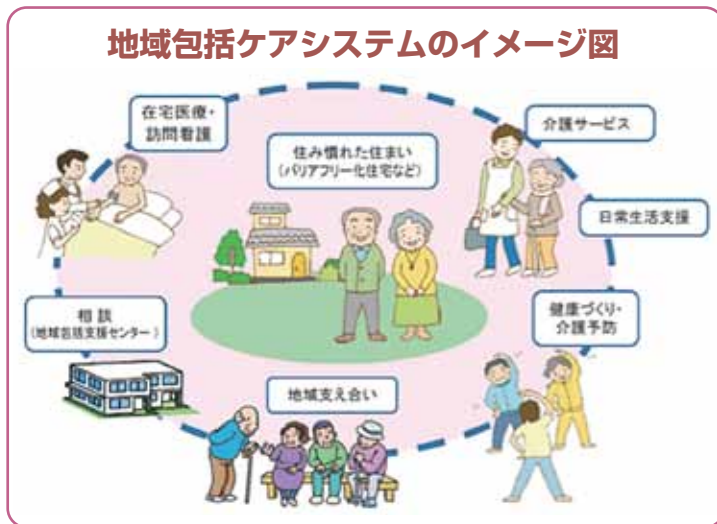 地域包括ケアシステムのイメージ図
在宅医療・
訪問看護
住み慣れた住まい
(バリアフリー化住宅など)
介護サービス
日常生活支援
相談
(地域包括支援センター)
健康づくり・
介護予防
地域支え合い